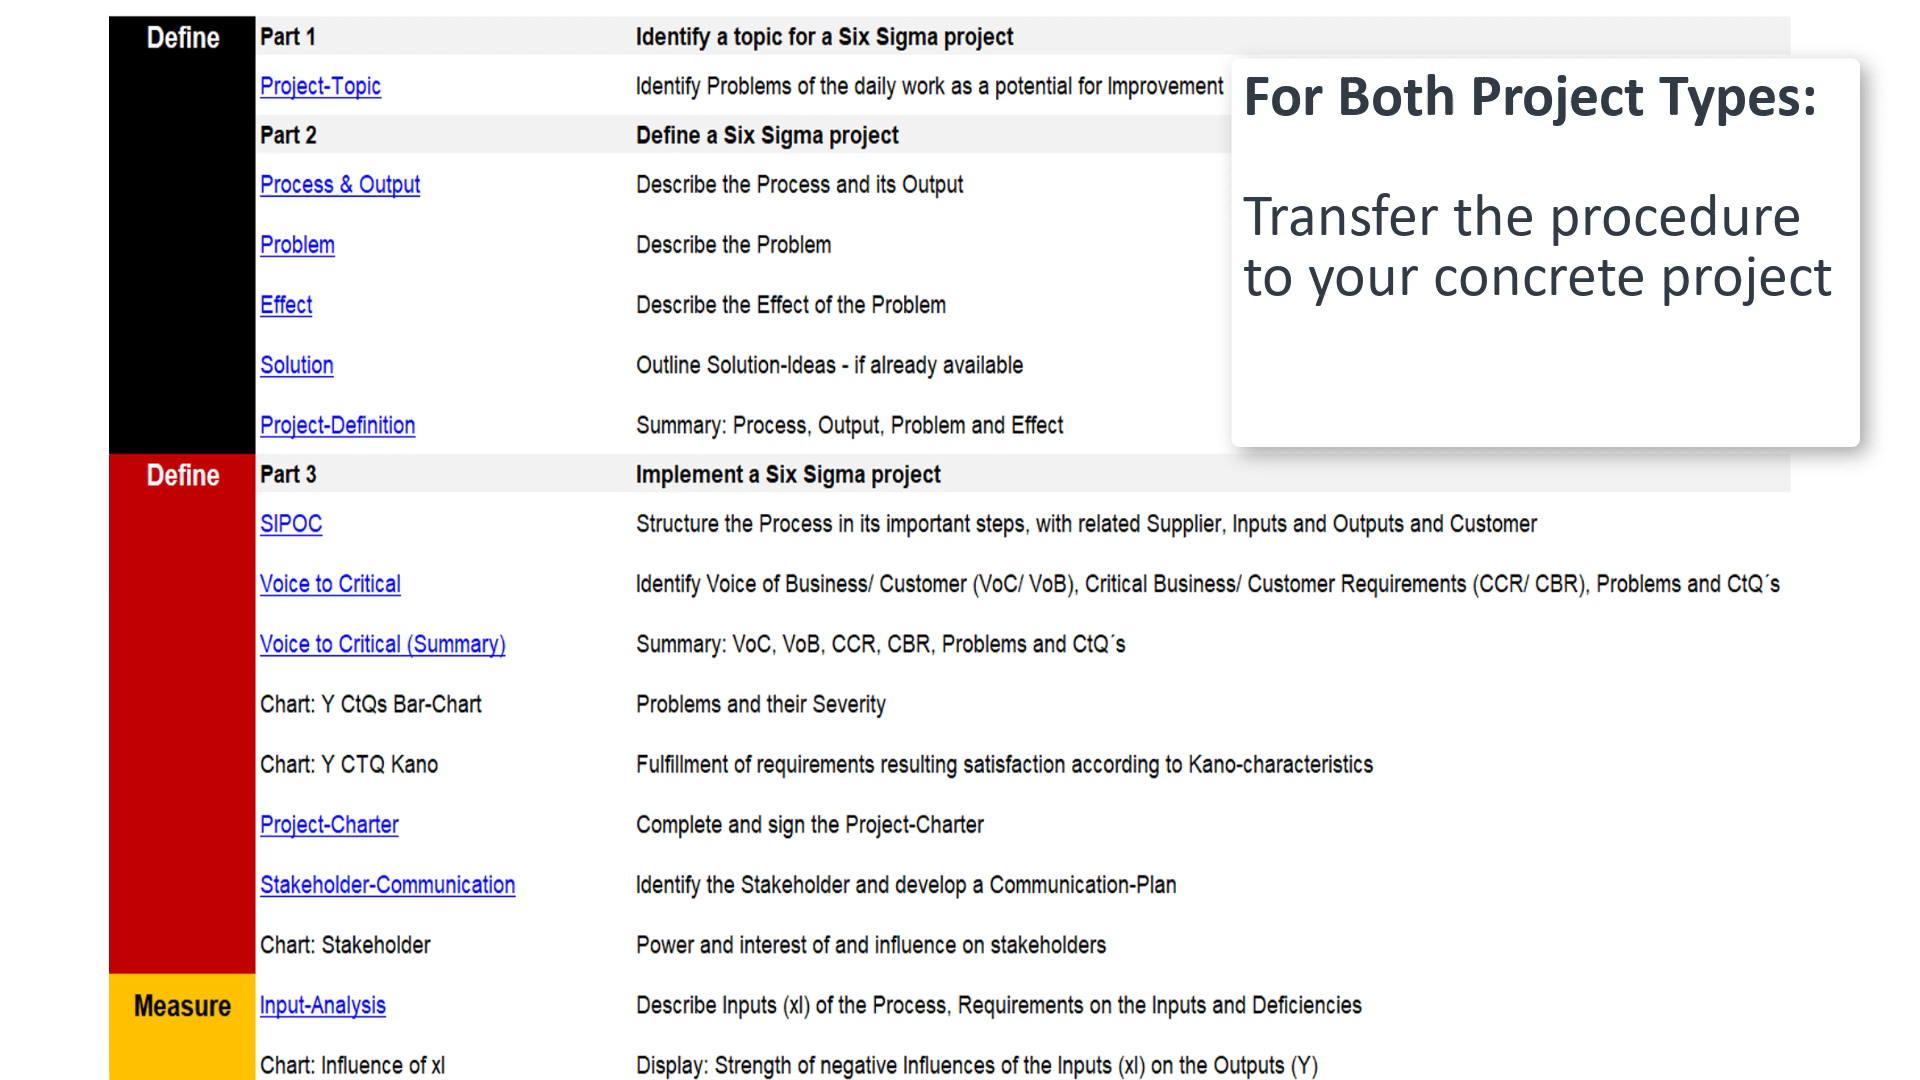 Define Part 1 Identify a topic for a Six Sigma project
Project-Topic Identify Problems of the daily work as a potential for Improvement
Part 2 Define a Six Sigma project
Process & Output Describe the Process and its Output
Problem Describe the Problem
Effect Describe the Effect of the Problem
Solution Outline Solution-Ideas - if already available
Project-Definition Summary: Process, Output, Problem and Effect
For Both Project Types:
Transfer the procedure
to your concrete project
Define Part 3 Implement a Six Sigma project
SIPOC Structure the Process in its important steps, with related Supplier, Inputs and Outputs and Customer
Voice to Critical Identify Voice of Business/ Customer (VoC/ VoB), Critical Business/ Customer Requirements (CCR/ CBR), Problems and CtQ´s
Voice to Critical (Summary) Summary: VoC, VoB, CCR, CBR, Problems and CtQ´s
Chart: Y CtQs Bar-Chart Problems and their Severity
Chart: Y CTQ Kano Fulfillment of requirements resulting satisfaction according to Kano-characteristics
Project-Charter Complete and sign the Project-Charter
Stakeholder-Communication Identify the Stakeholder and develop a Communication-Plan
Chart: Stakeholder Power and interest of and influence on stakeholders
Measure Input-Analysis Describe Inputs (xI) of the Process, Requirements on the Inputs and Deficiencies
Chart: Influence of xI Display: Strength of negative Influences of the Inputs (xI) on the Outputs (Y)